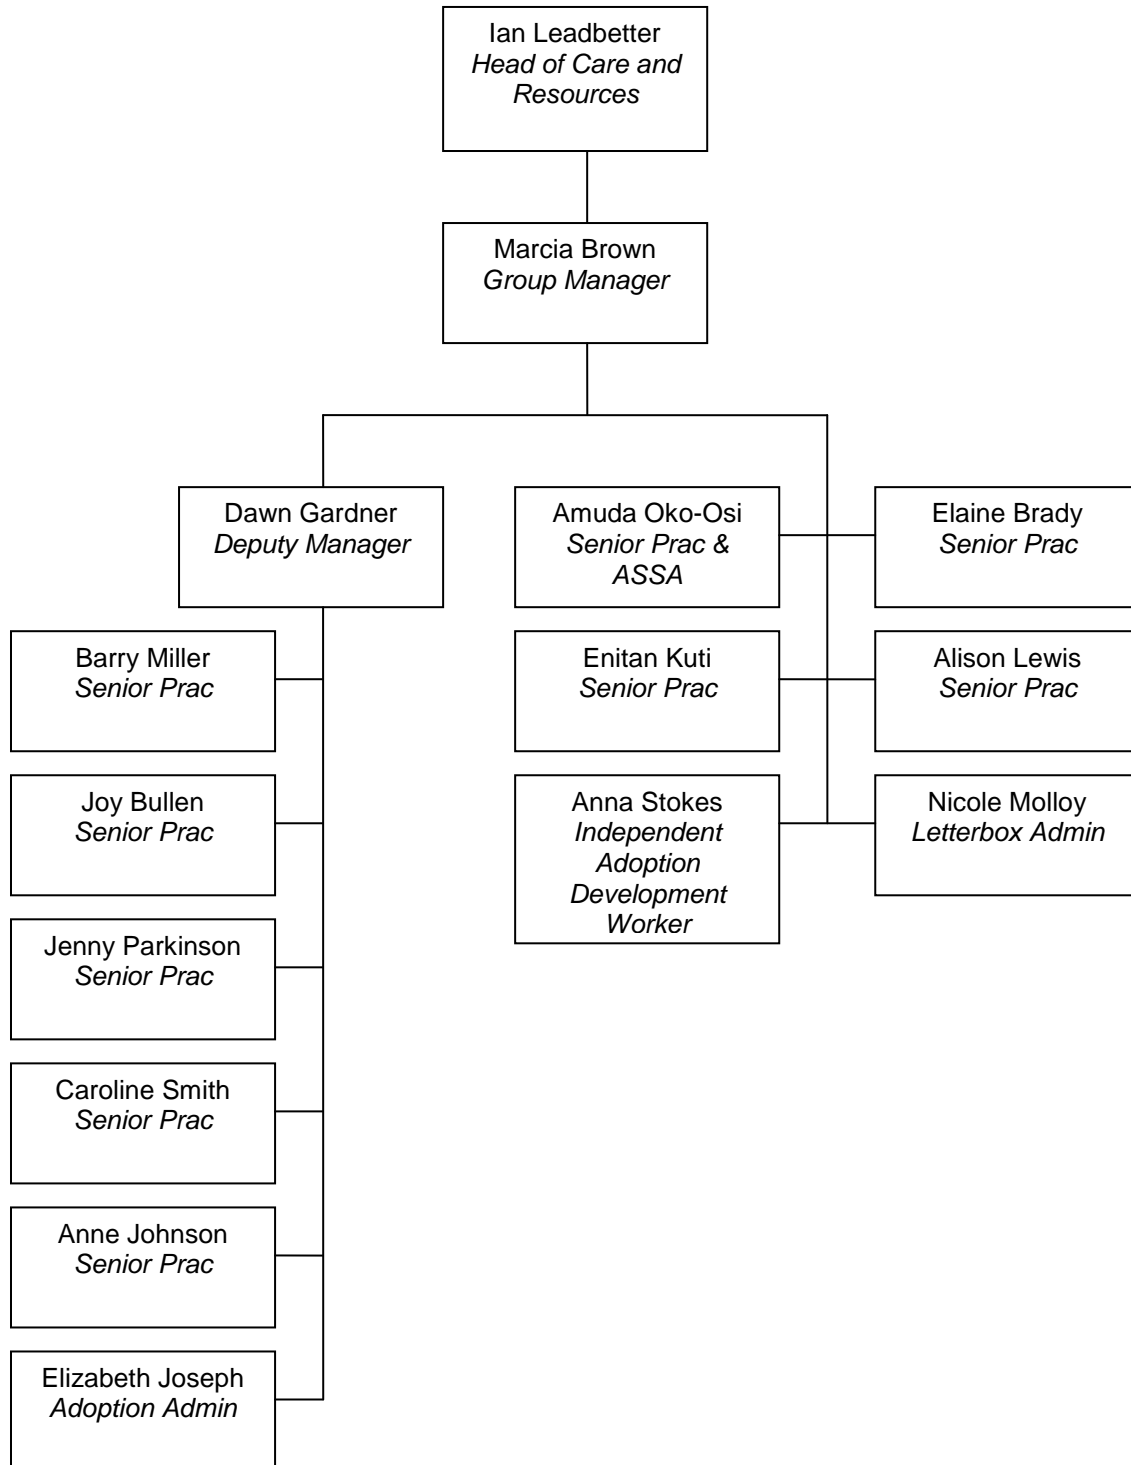 Ian Leadbetter
Head of Care and
Resources
Marcia Brown
Group Manager
Dawn Gardner
Deputy Manager
Amuda Oko-Osi
Senior Prac &
ASSA
Elaine Brady
Senior Prac
Barry Miller
Senior Prac
Enitan Kuti
Senior Prac
Alison Lewis
Senior Prac
Joy Bullen
Senior Prac
Anna Stokes
Independent
Adoption
Development
Worker
Nicole Molloy
Letterbox Admin
Jenny Parkinson
Senior Prac
Caroline Smith
Senior Prac
Anne Johnson
Senior Prac
Elizabeth Joseph
Adoption Admin